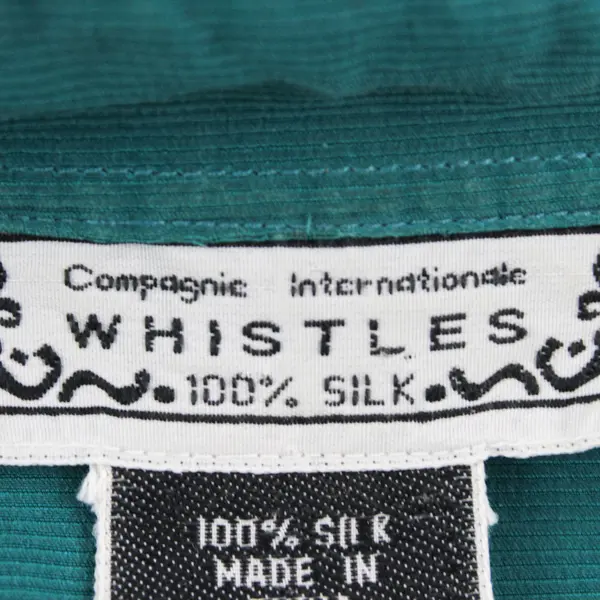 Compagnie Internationale
WHISTLES
100% SILK
100% SILK
MADE IN